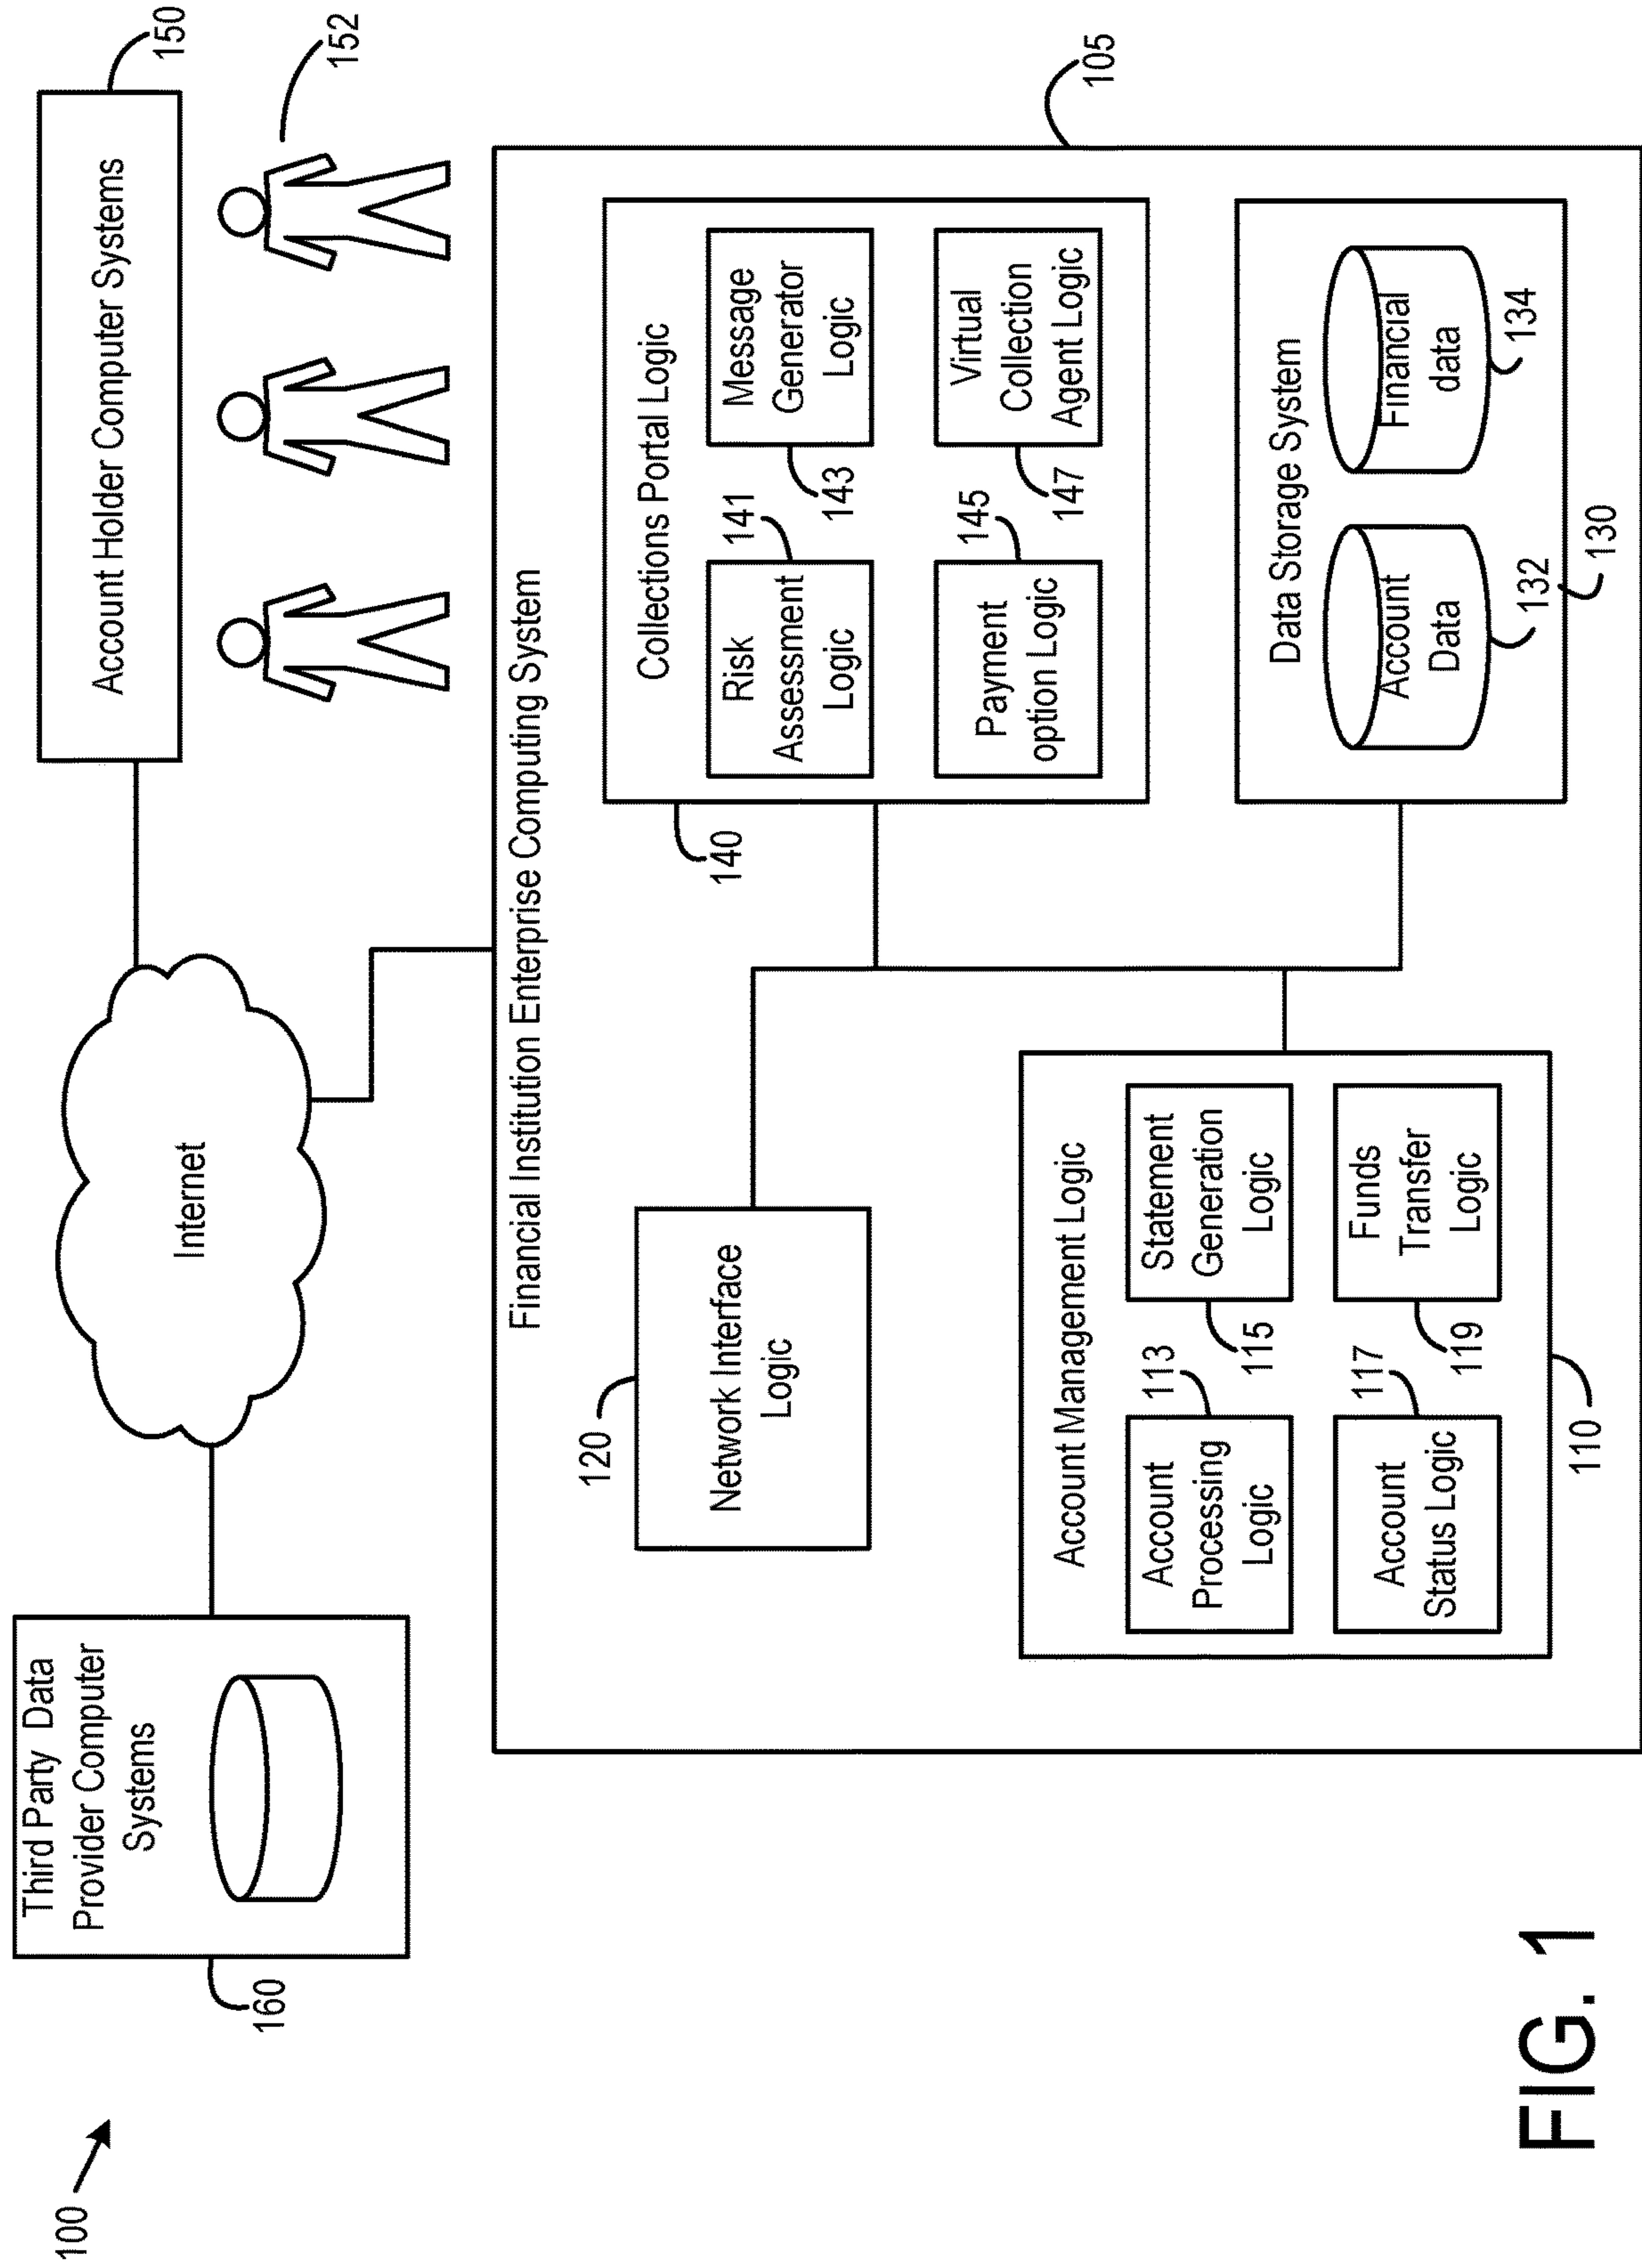 100
Third Party Data
Provider Computer
Systems
160
Internet
Account Holder Computer Systems
150
152
Financial Institution Enterprise Computing System
105
120
Network Interface
Logic
Collections Portal Logic
140
Risk
Assessment
Logic
141
Message
Generator
Logic
143
Payment
option Logic
145
Virtual
Collection
Agent Logic
147
Account Management Logic
Account
Processing
Logic
113
Statement
Generation
Logic
115
Account
Status Logic
117
Funds
Transfer
Logic
119
110
Data Storage System
Account
Data
132
Financial
data
134
130
FIG. 1